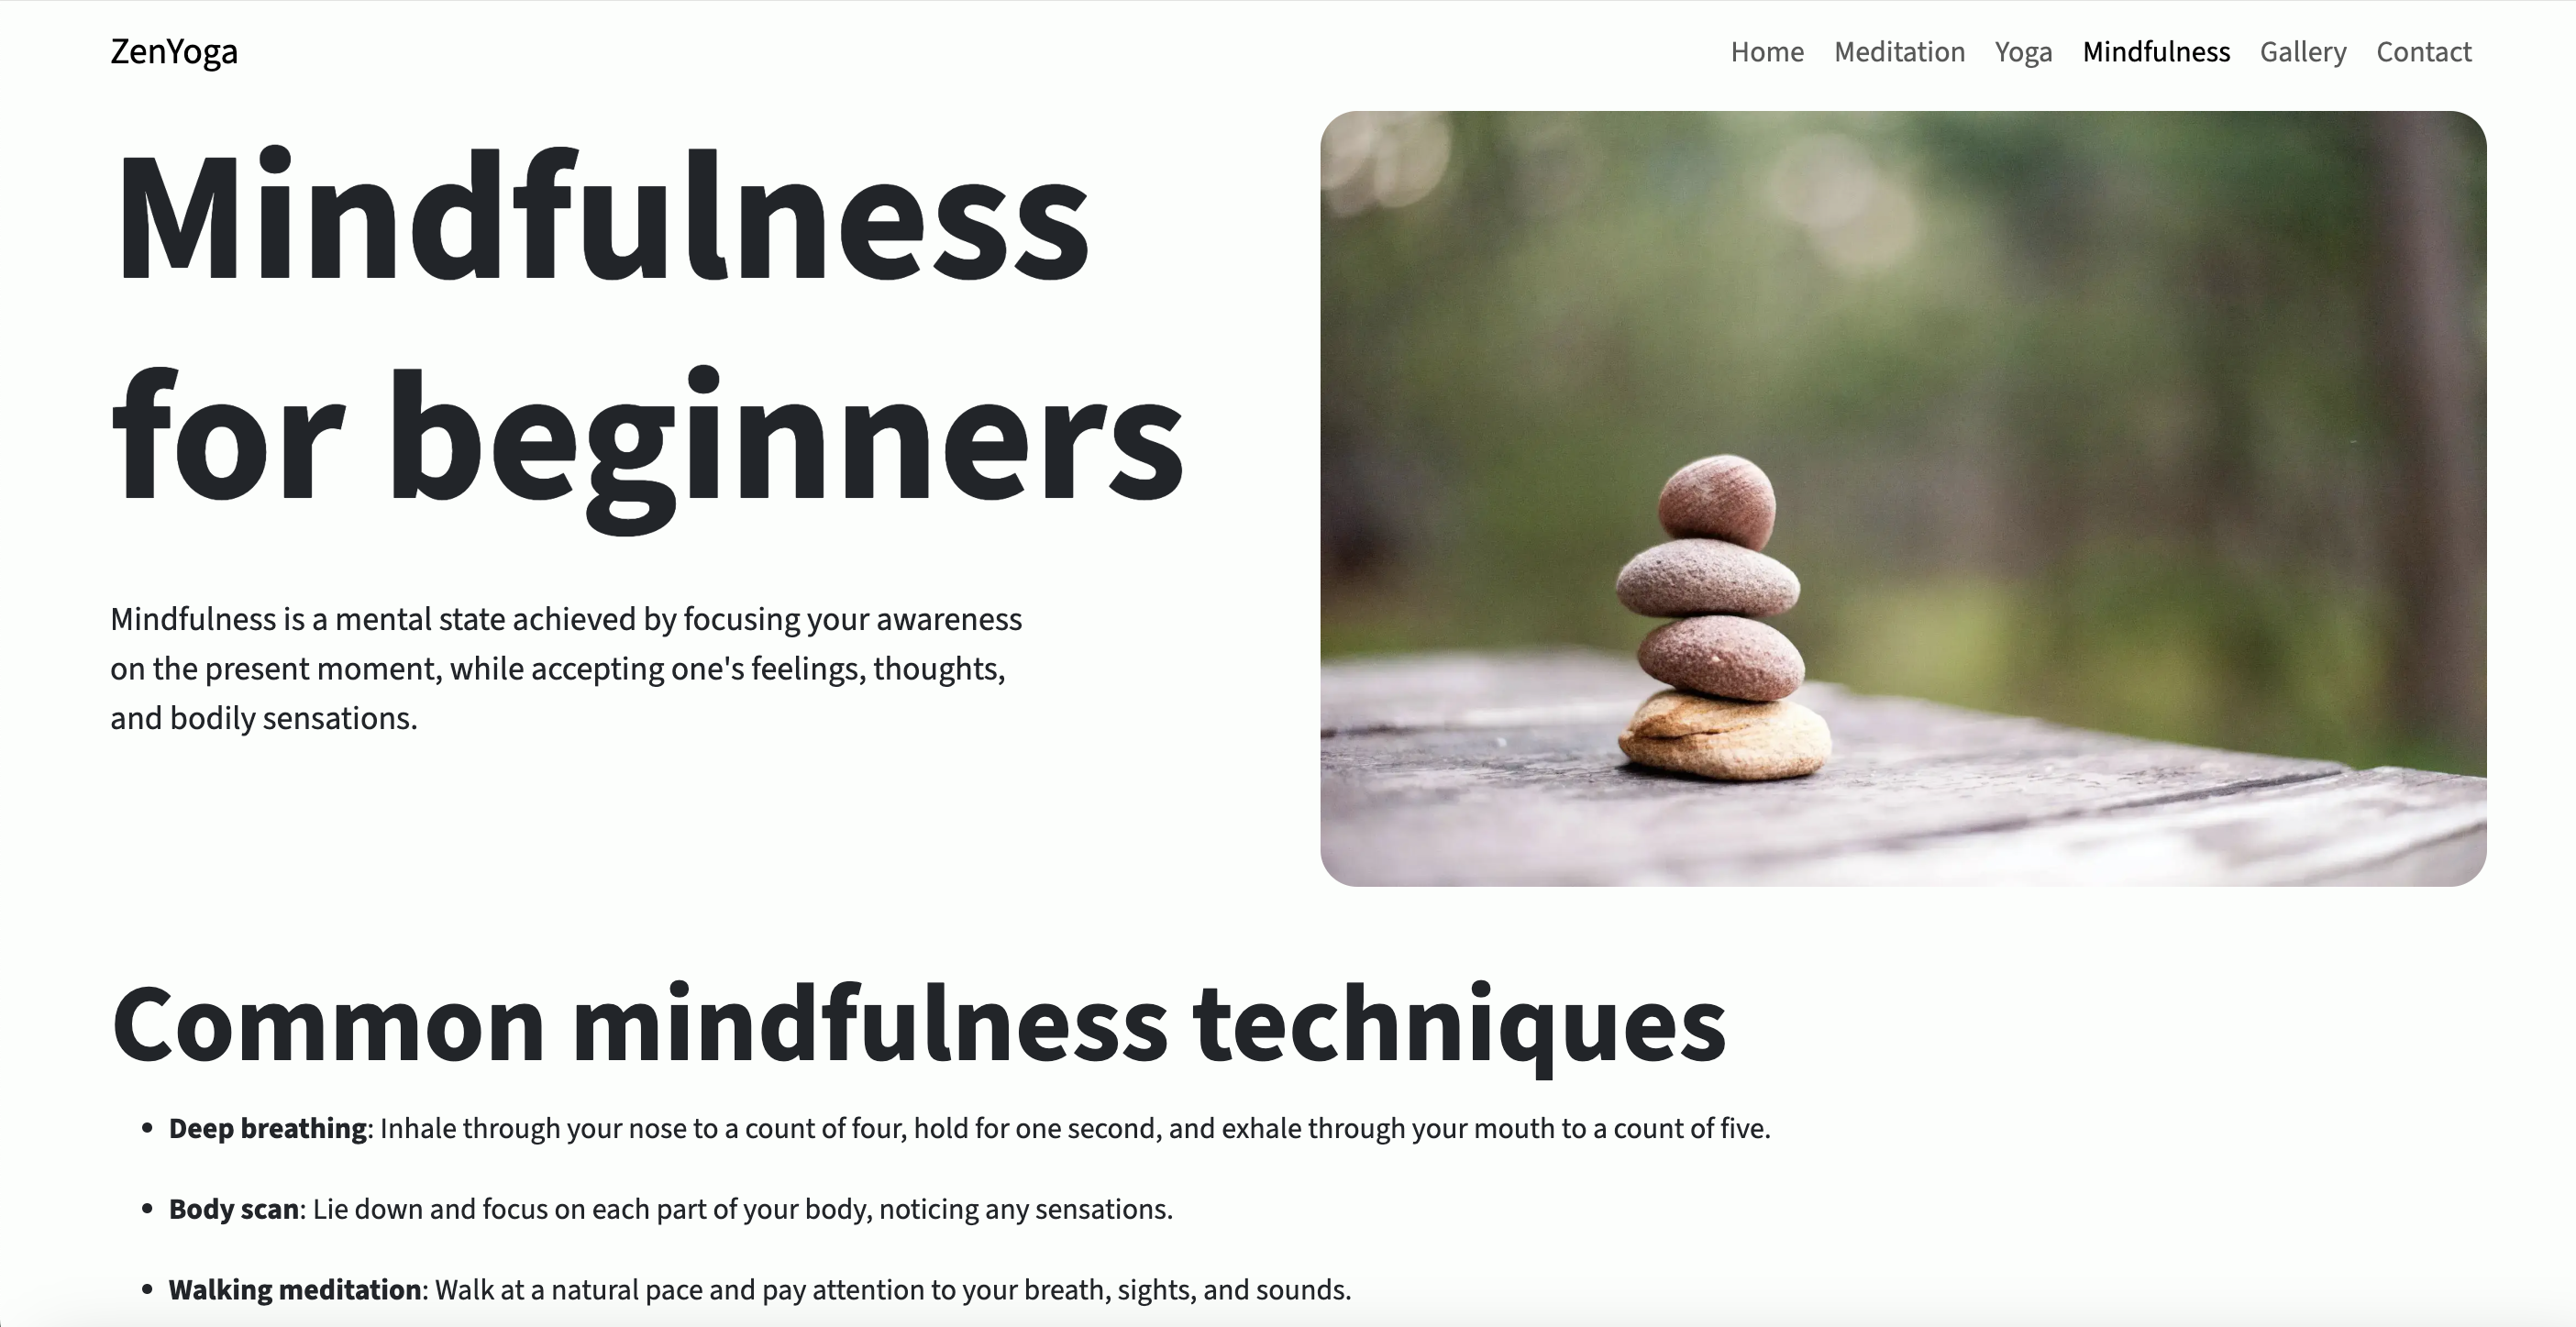 ZenYoga
Home Meditation Yoga Mindfulness Gallery Contact
Mindfulness
for beginners
Mindfulness is a mental state achieved by focusing your awareness
on the present moment, while accepting one's feelings, thoughts,
and bodily sensations.
Common mindfulness techniques
• Deep breathing: Inhale through your nose to a count of four, hold for one second, and exhale through your mouth to a count of five.
• Body scan: Lie down and focus on each part of your body, noticing any sensations.
• Walking meditation: Walk at a natural pace and pay attention to your breath, sights, and sounds.